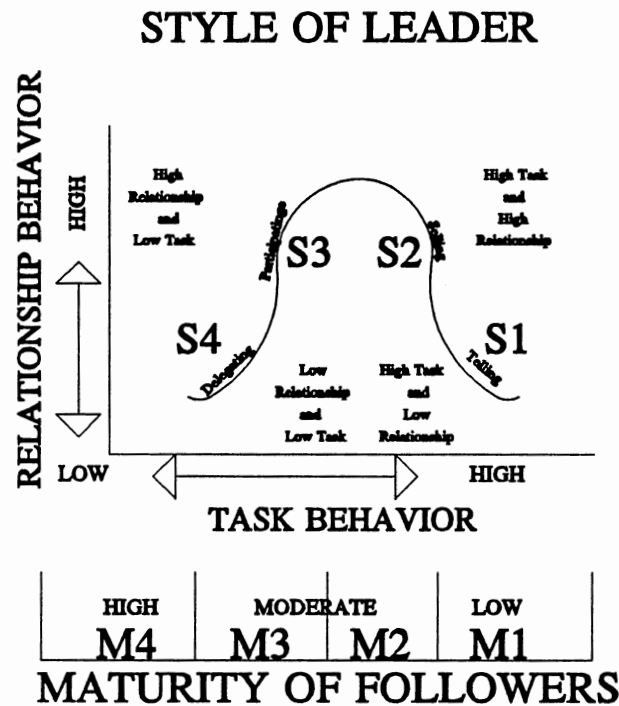 STYLE OF LEADER
RELATIONSHIP BEHAVIOR
HIGH
High
Relationship
and
Low Task
Participatings
S3
S2
Selling
High Task
and
High
Relationship
S4
Delegating
S1
Telling
Low
Relationship
and
Low Task
High Task
and
Low
Relationship
LOW
HIGH
TASK BEHAVIOR
HIGH
MODERATE
LOW
M4
M3
M2
M1
MATURITY OF FOLLOWERS